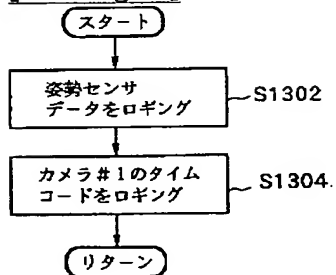 スタート
姿勢センサ
データをロギング
S1302
カメラ#1のタイム
コードをロギング
S1304.
リターン